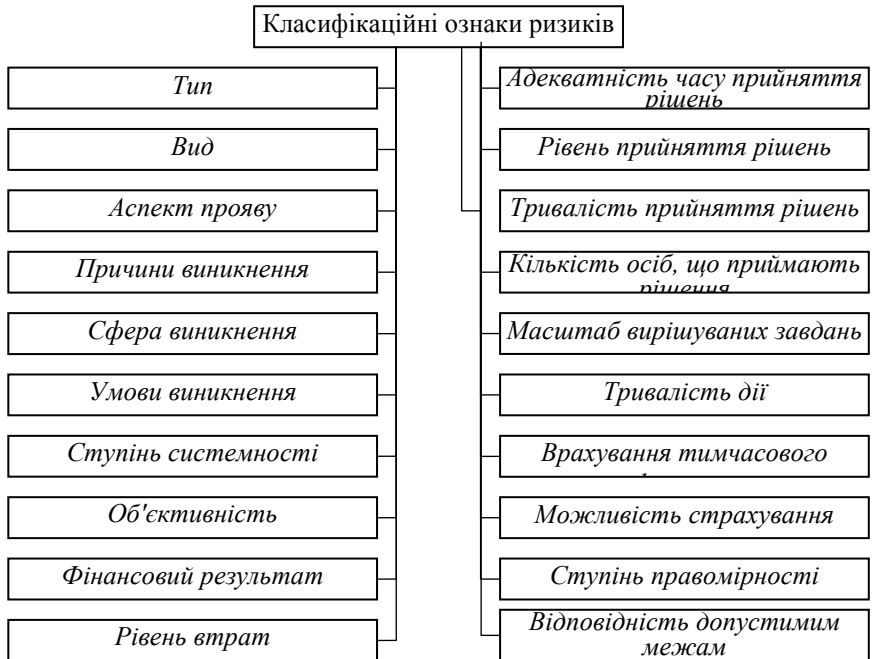 Класифікаційні ознаки ризиків
Тип
Вид
Аспект прояву
Причини виникнення
Сфера виникнення
Умови виникнення
Ступінь системності
Об'єктивність
Фінансовий результат
Рівень втрат
Адекватність часу прийняття
рішень
Рівень прийняття рішень
Тривалість прийняття рішень
Кількість осіб, що приймають
рішення
Масштаб вирішуваних завдань
Тривалість дії
Врахування тимчасового
Можливість страхування
Ступінь правомірності
Відповідність допустимим
межам